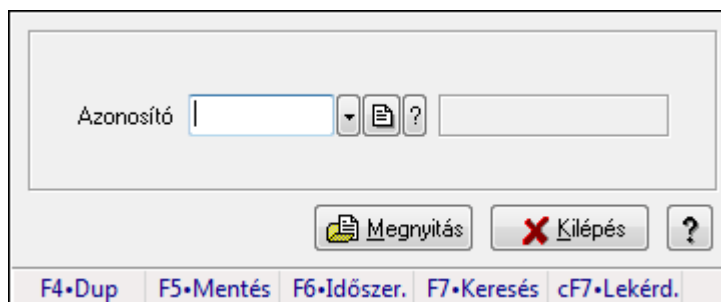 Azonosító ?
Megnyitás Kilépés ?
F4•Dup F5•Mentés F6•Időszer. F7•Keresés cF7•Lekérd.